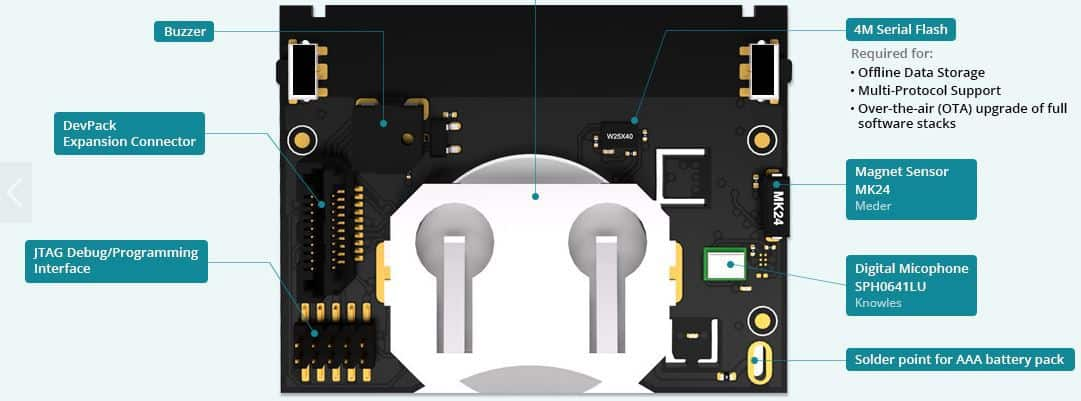 Buzzer
DevPack
Expansion Connector
JTAG Debug/Programming
Interface
4M Serial Flash
Required for:
• Offline Data Storage
• Multi-Protocol Support
• Over-the-air (OTA) upgrade of full
software stacks
W25X40
Magnet Sensor
MK24
Meder
MK24
Digital Micophone
SPH0641LU
Knowles
Solder point for AAA battery pack